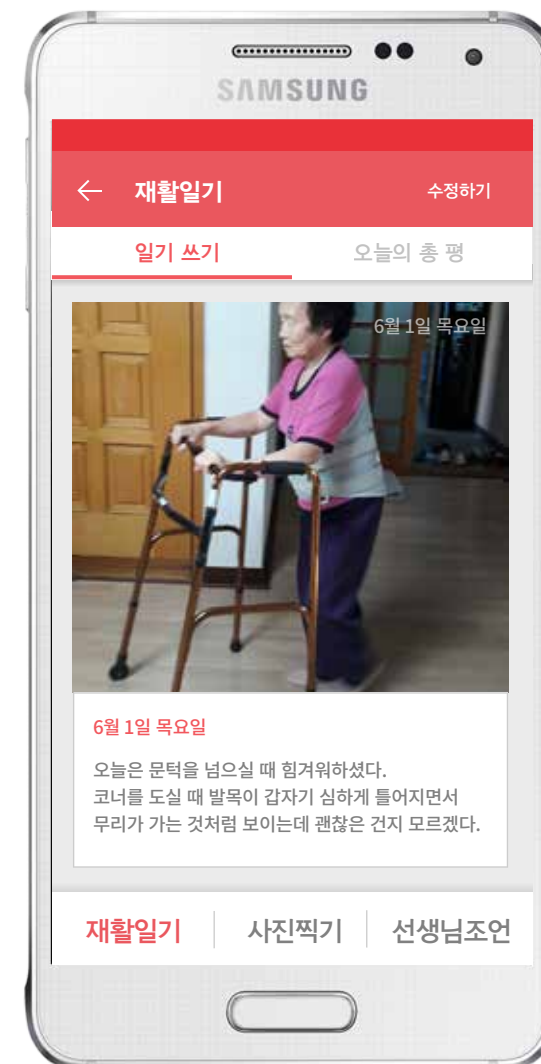 SAMSUNG
재활일기
수정하기
일기 쓰기
오늘의 총 평
6월 1일 목요일
6월 1일 목요일
오늘은 문턱을 넘으실 때 힘겨워하셨다.
코너를 도실 때 발목이 갑자기 심하게 틀어지면서
무리가 가는 것처럼 보이는데 괜찮은 건지 모르겠다.
재활일기
사진찍기
선생님조언